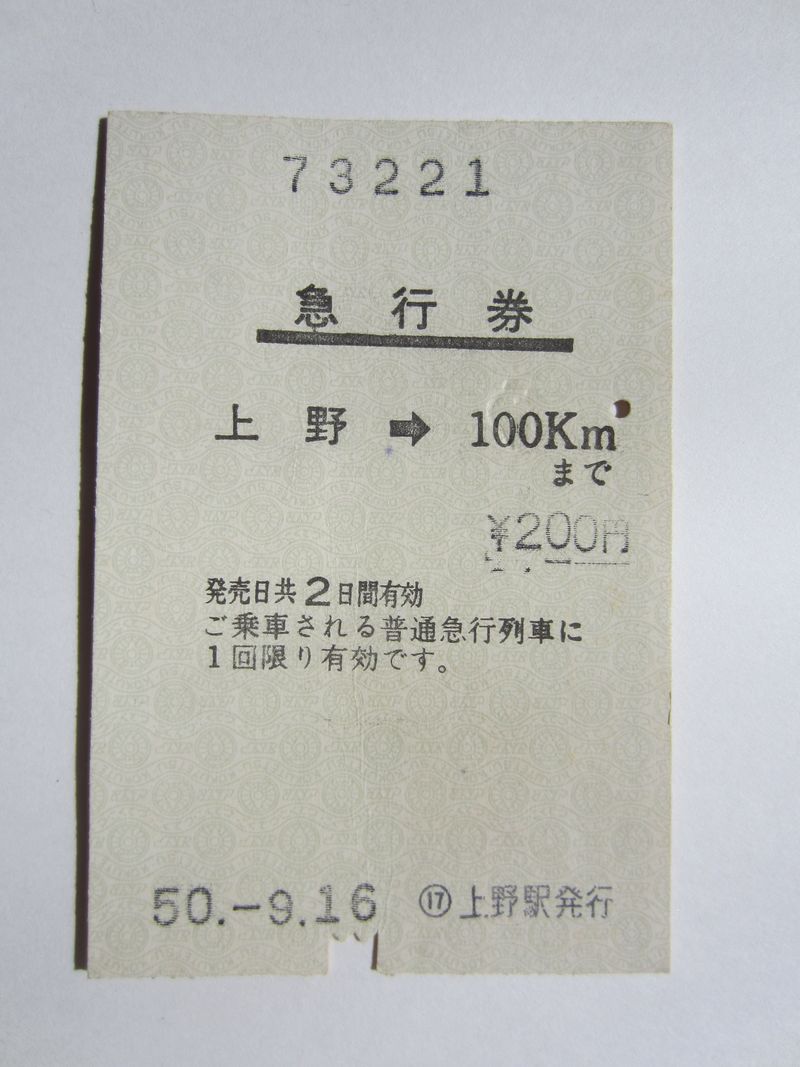 73221
急行券
上野➡100Km
まで
¥200円
発売日共2日間有効
ご乗車される普通急行列車に
1回限り有効です。
50.-9.16 ⑰上野駅発行